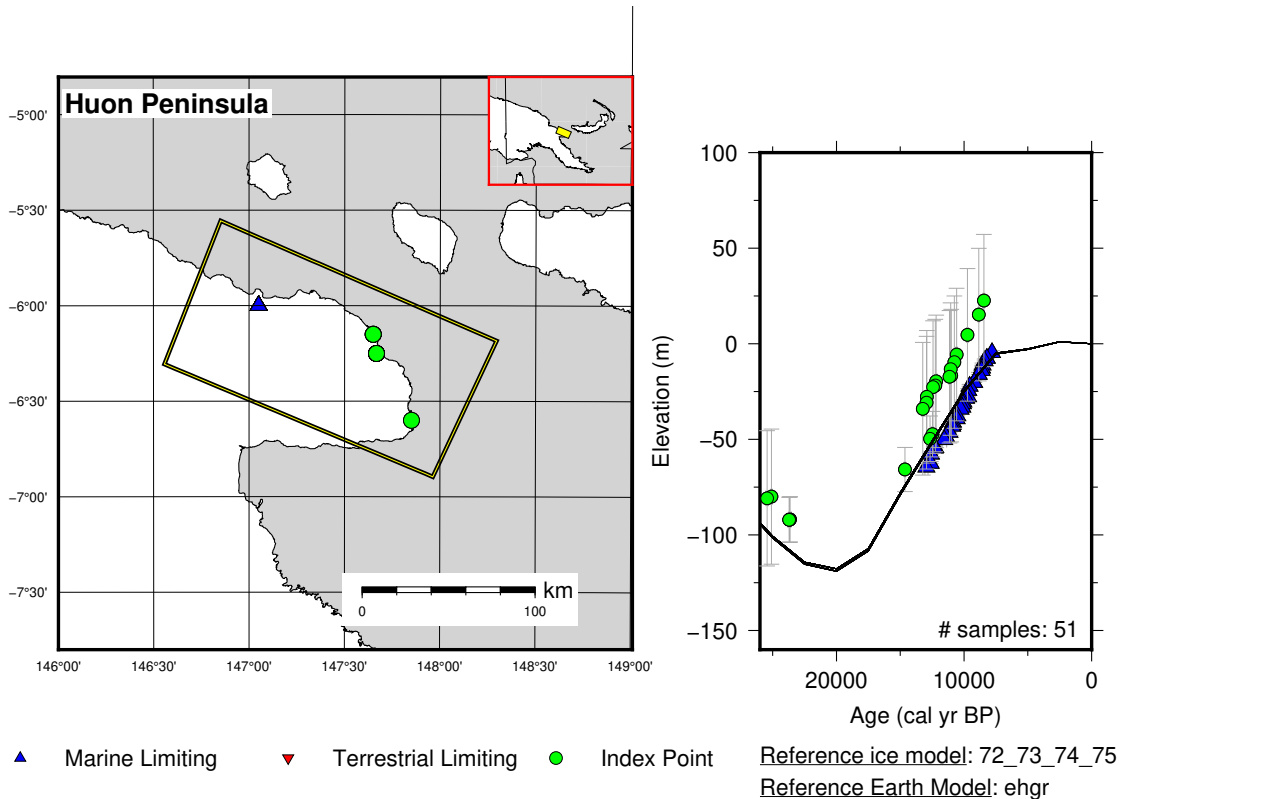 Huon Peninsula
−5°00'
−5°30'
−6°00'
−6°30'
−7°00'
−7°30'
146°00' 146°30' 147°00' 147°30' 148°00' 148°30' 149°00'
km
0 100
100
50
0
−50
−100
−150
Elevation (m)
# samples: 51
20000 10000 0
Age (cal yr BP)
Marine Limiting Terrestrial Limiting Index Point
Reference ice model: 72_73_74_75
Reference Earth Model: ehgr